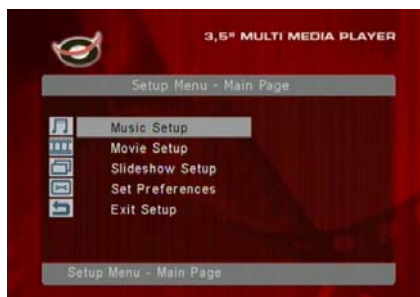 3,5" MULTI MEDIA PLAYER
Setup Menu - Main Page
Music Setup
Movie Setup
Slideshow Setup
Set Preferences
Exit Setup
Setup Menu - Main Page